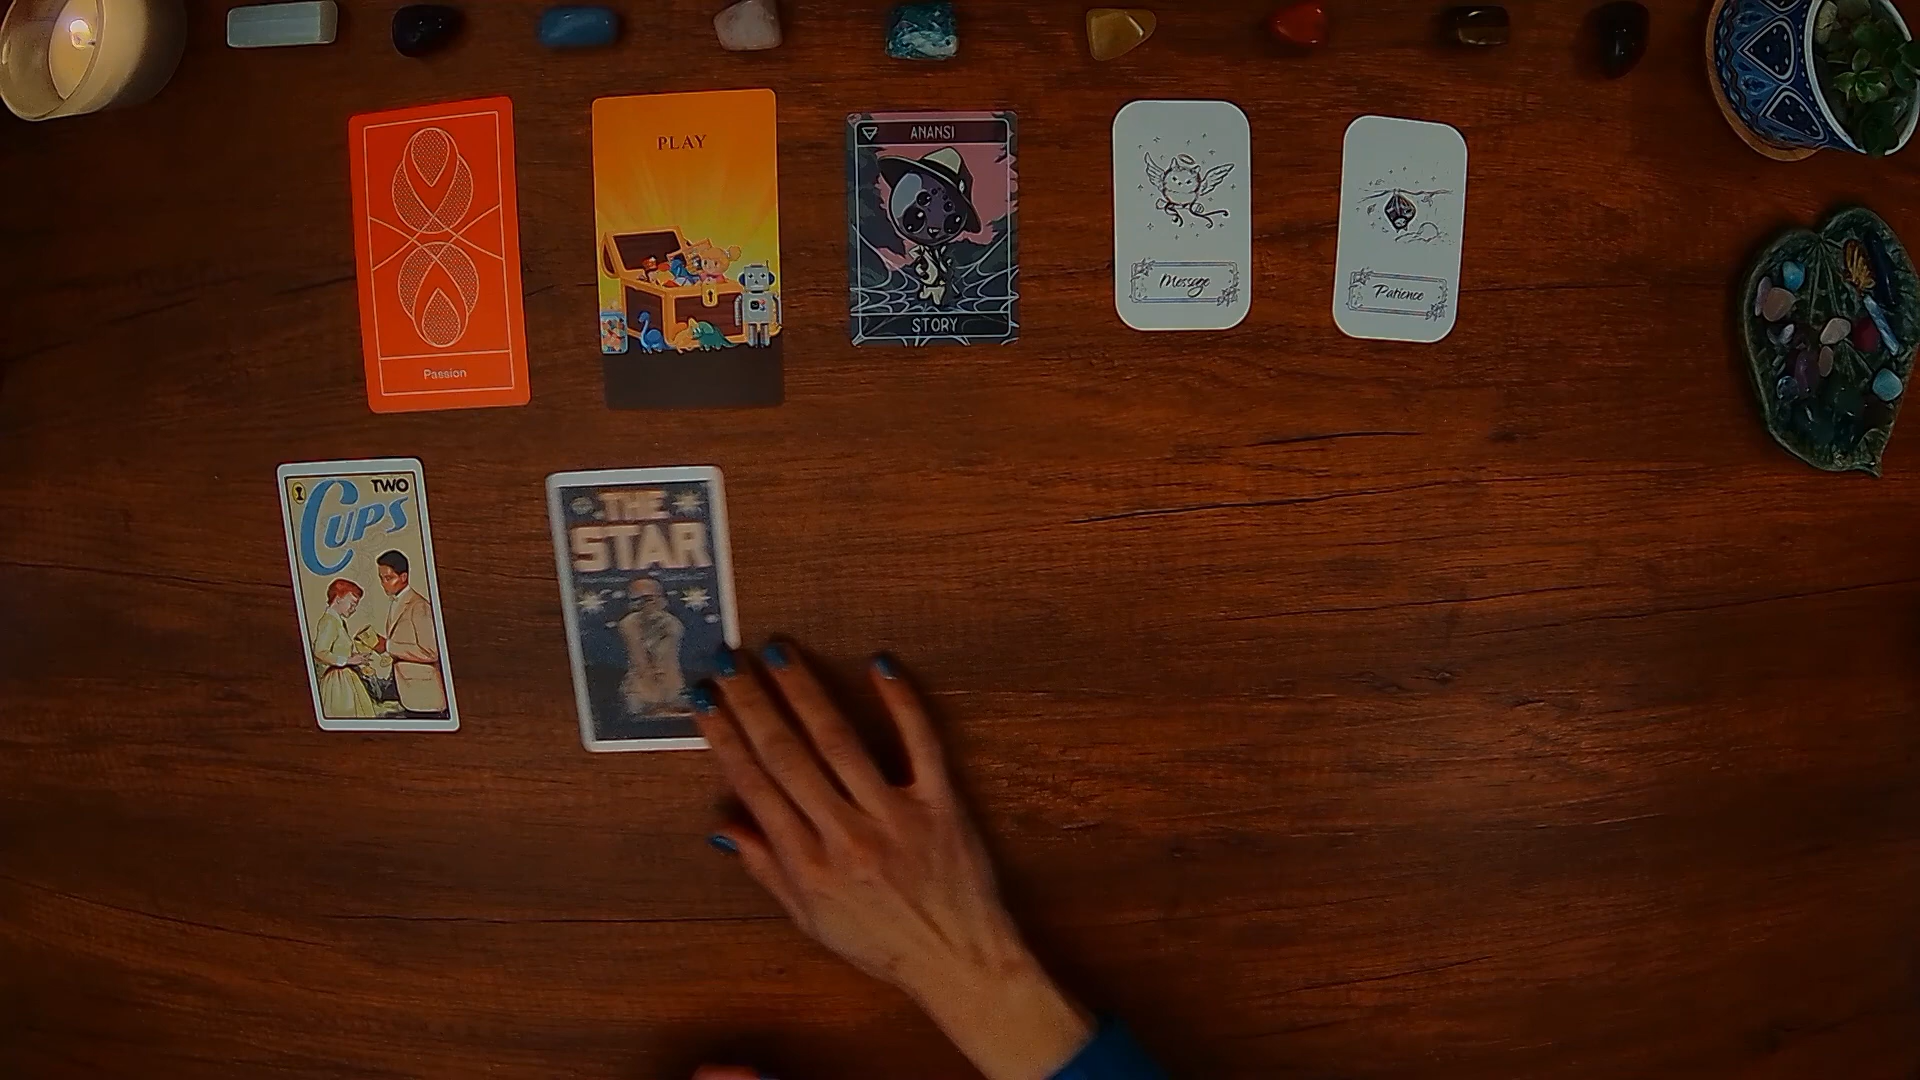 Passion
PLAY
ANANSI
STORY
Message
Patience
TWO
CUPS
THE
STAR